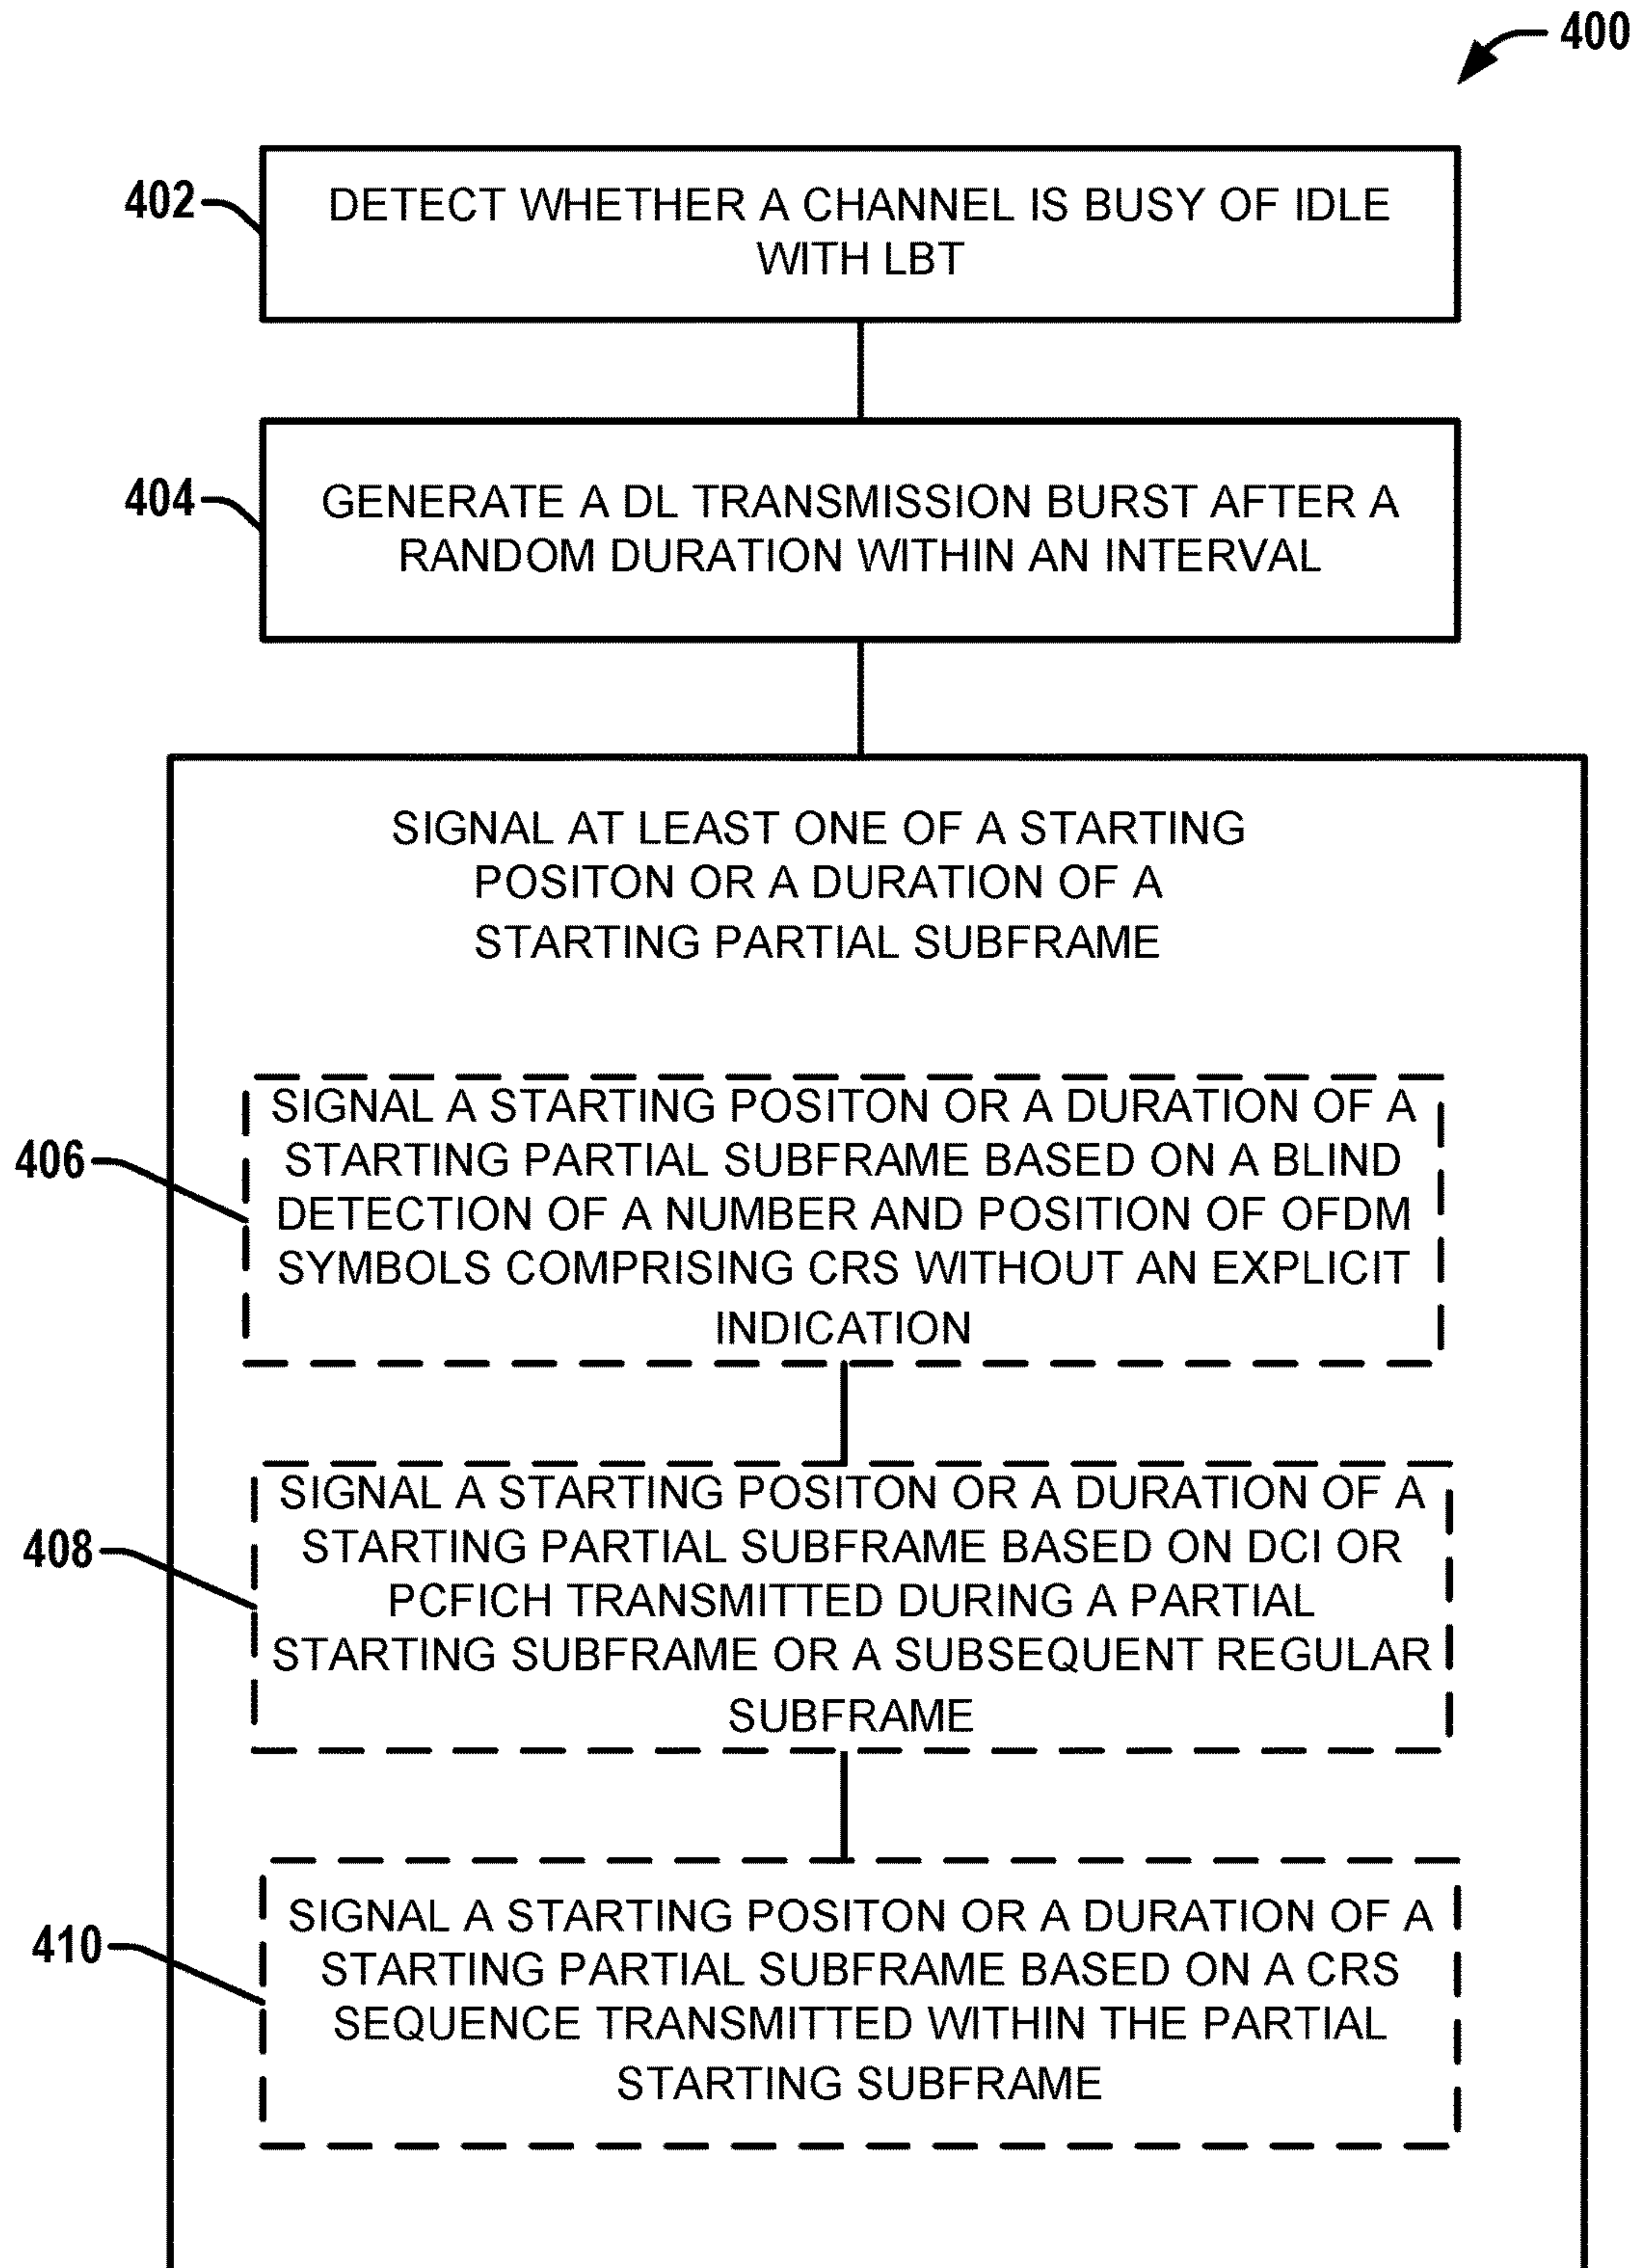 400
402
DETECT WHETHER A CHANNEL IS BUSY OF IDLE
WITH LBT
404
GENERATE A DL TRANSMISSION BURST AFTER A
RANDOM DURATION WITHIN AN INTERVAL
SIGNAL AT LEAST ONE OF A STARTING
POSITON OR A DURATION OF A
STARTING PARTIAL SUBFRAME
406
SIGNAL A STARTING POSITON OR A DURATION OF A
STARTING PARTIAL SUBFRAME BASED ON A BLIND
DETECTION OF A NUMBER AND POSITION OF OFDM
SYMBOLS COMPRISING CRS WITHOUT AN EXPLICIT
INDICATION
408
SIGNAL A STARTING POSITON OR A DURATION OF A
STARTING PARTIAL SUBFRAME BASED ON DCI OR
PCFICH TRANSMITTED DURING A PARTIAL
STARTING SUBFRAME OR A SUBSEQUENT REGULAR
SUBFRAME
410
SIGNAL A STARTING POSITON OR A DURATION OF A
STARTING PARTIAL SUBFRAME BASED ON A CRS
SEQUENCE TRANSMITTED WITHIN THE PARTIAL
STARTING SUBFRAME